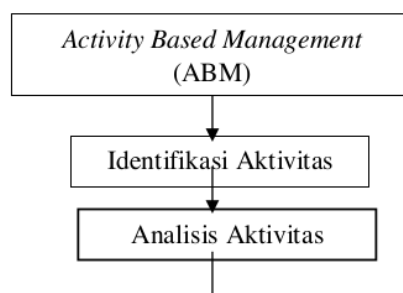 Activity Based Management
(ABM)
Identifikasi Aktivitas
Analisis Aktivitas